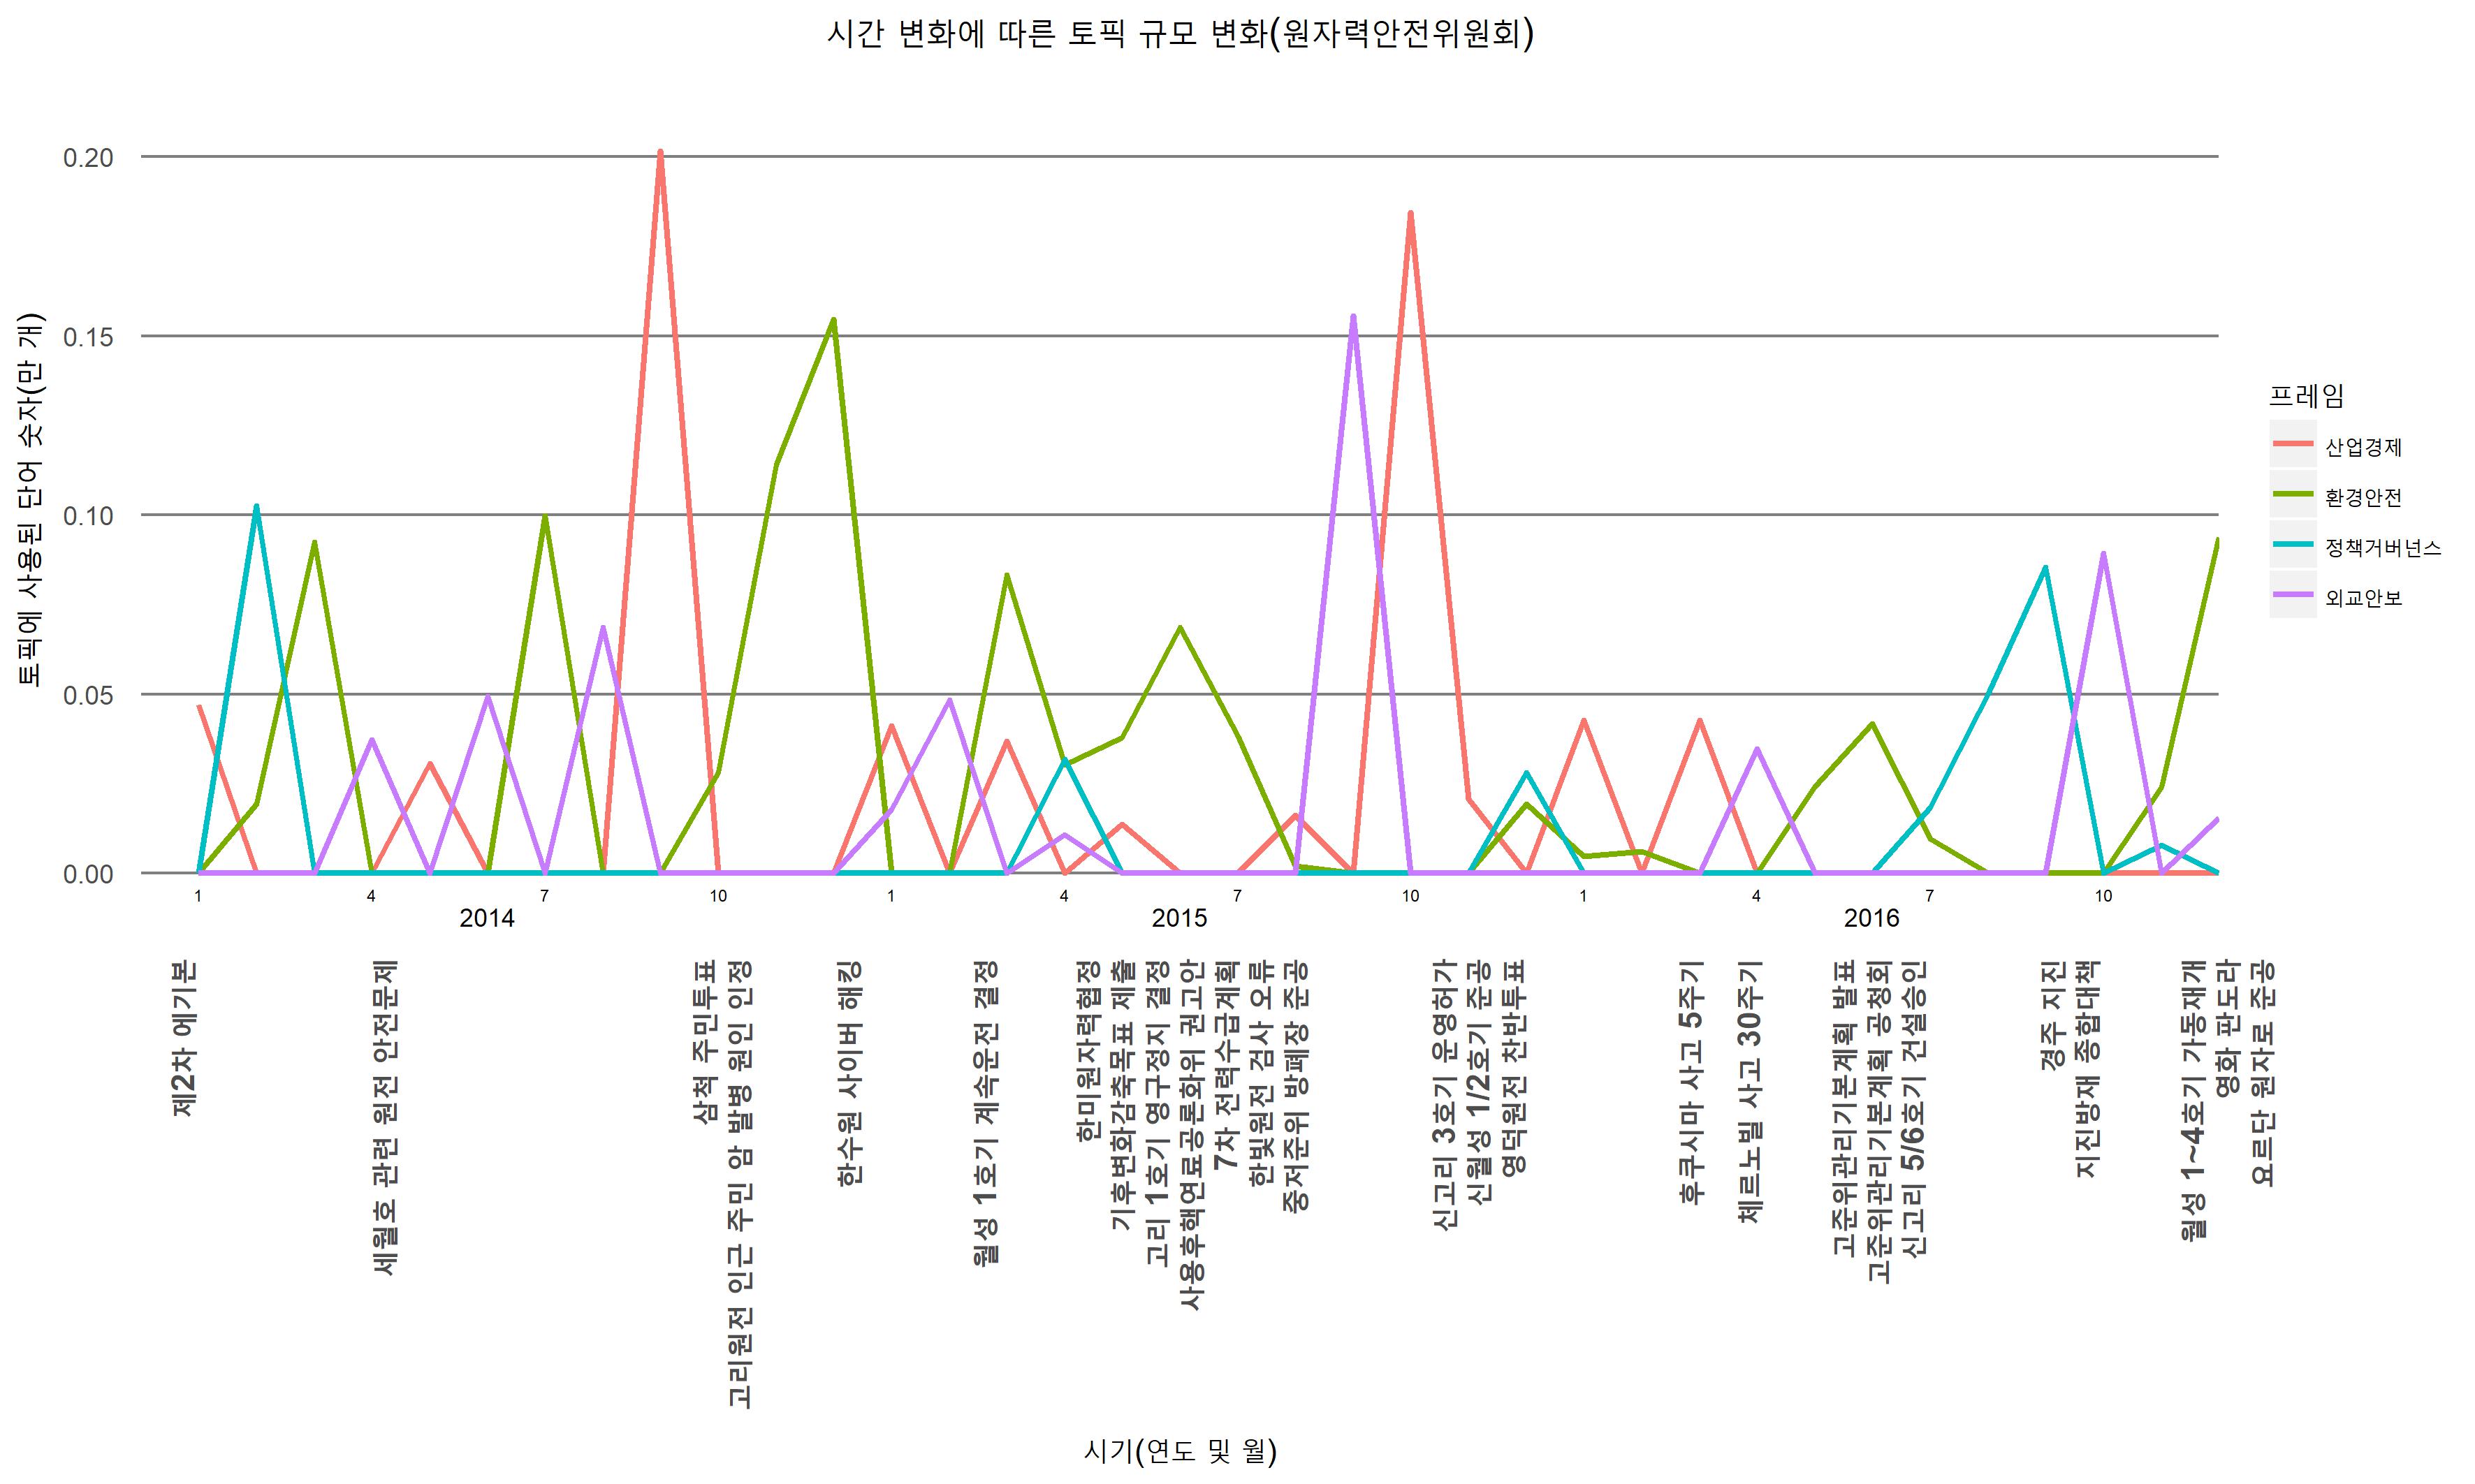 시간 변화에 따른 토픽 규모 변화(원자력안전위원회)
토픽에 사용된 단어 숫자(만 개)
0.20
0.15
0.10
0.05
0.00
1 4 7 10 1 4 7 10 1 4 7 10
2014 2015 2016
프레임
산업경제
환경안전
정책거버넌스
외교안보
제2차 에기본
세월호 관련 원전 안전문제
삼척 주민투표
고리원전 인근 주민 암 발병 원인 인정
한수원 사이버 해킹
월성 1호기 계속운전 결정
한미원자력협정
기후변화감축목표 제출
고리 1호기 영구정지 결정
사용후핵연료공론화위 권고안
7차 전력수급계획
한빛원전 검사 오류
중저준위 방폐장 준공
신고리 3호기 운영허가
신월성 1/2호기 준공
영덕원전 찬반투표
후쿠시마 사고 5주기
체르노빌 사고 30주기
고준위관리기본계획 발표
고준위관리기본계획 공청회
신고리 5/6호기 건설승인
경주 지진
지진방재 종합대책
월성 1~4호기 가동재개
영화 판도라
요르단 원자로 준공
시기(연도 및 월)